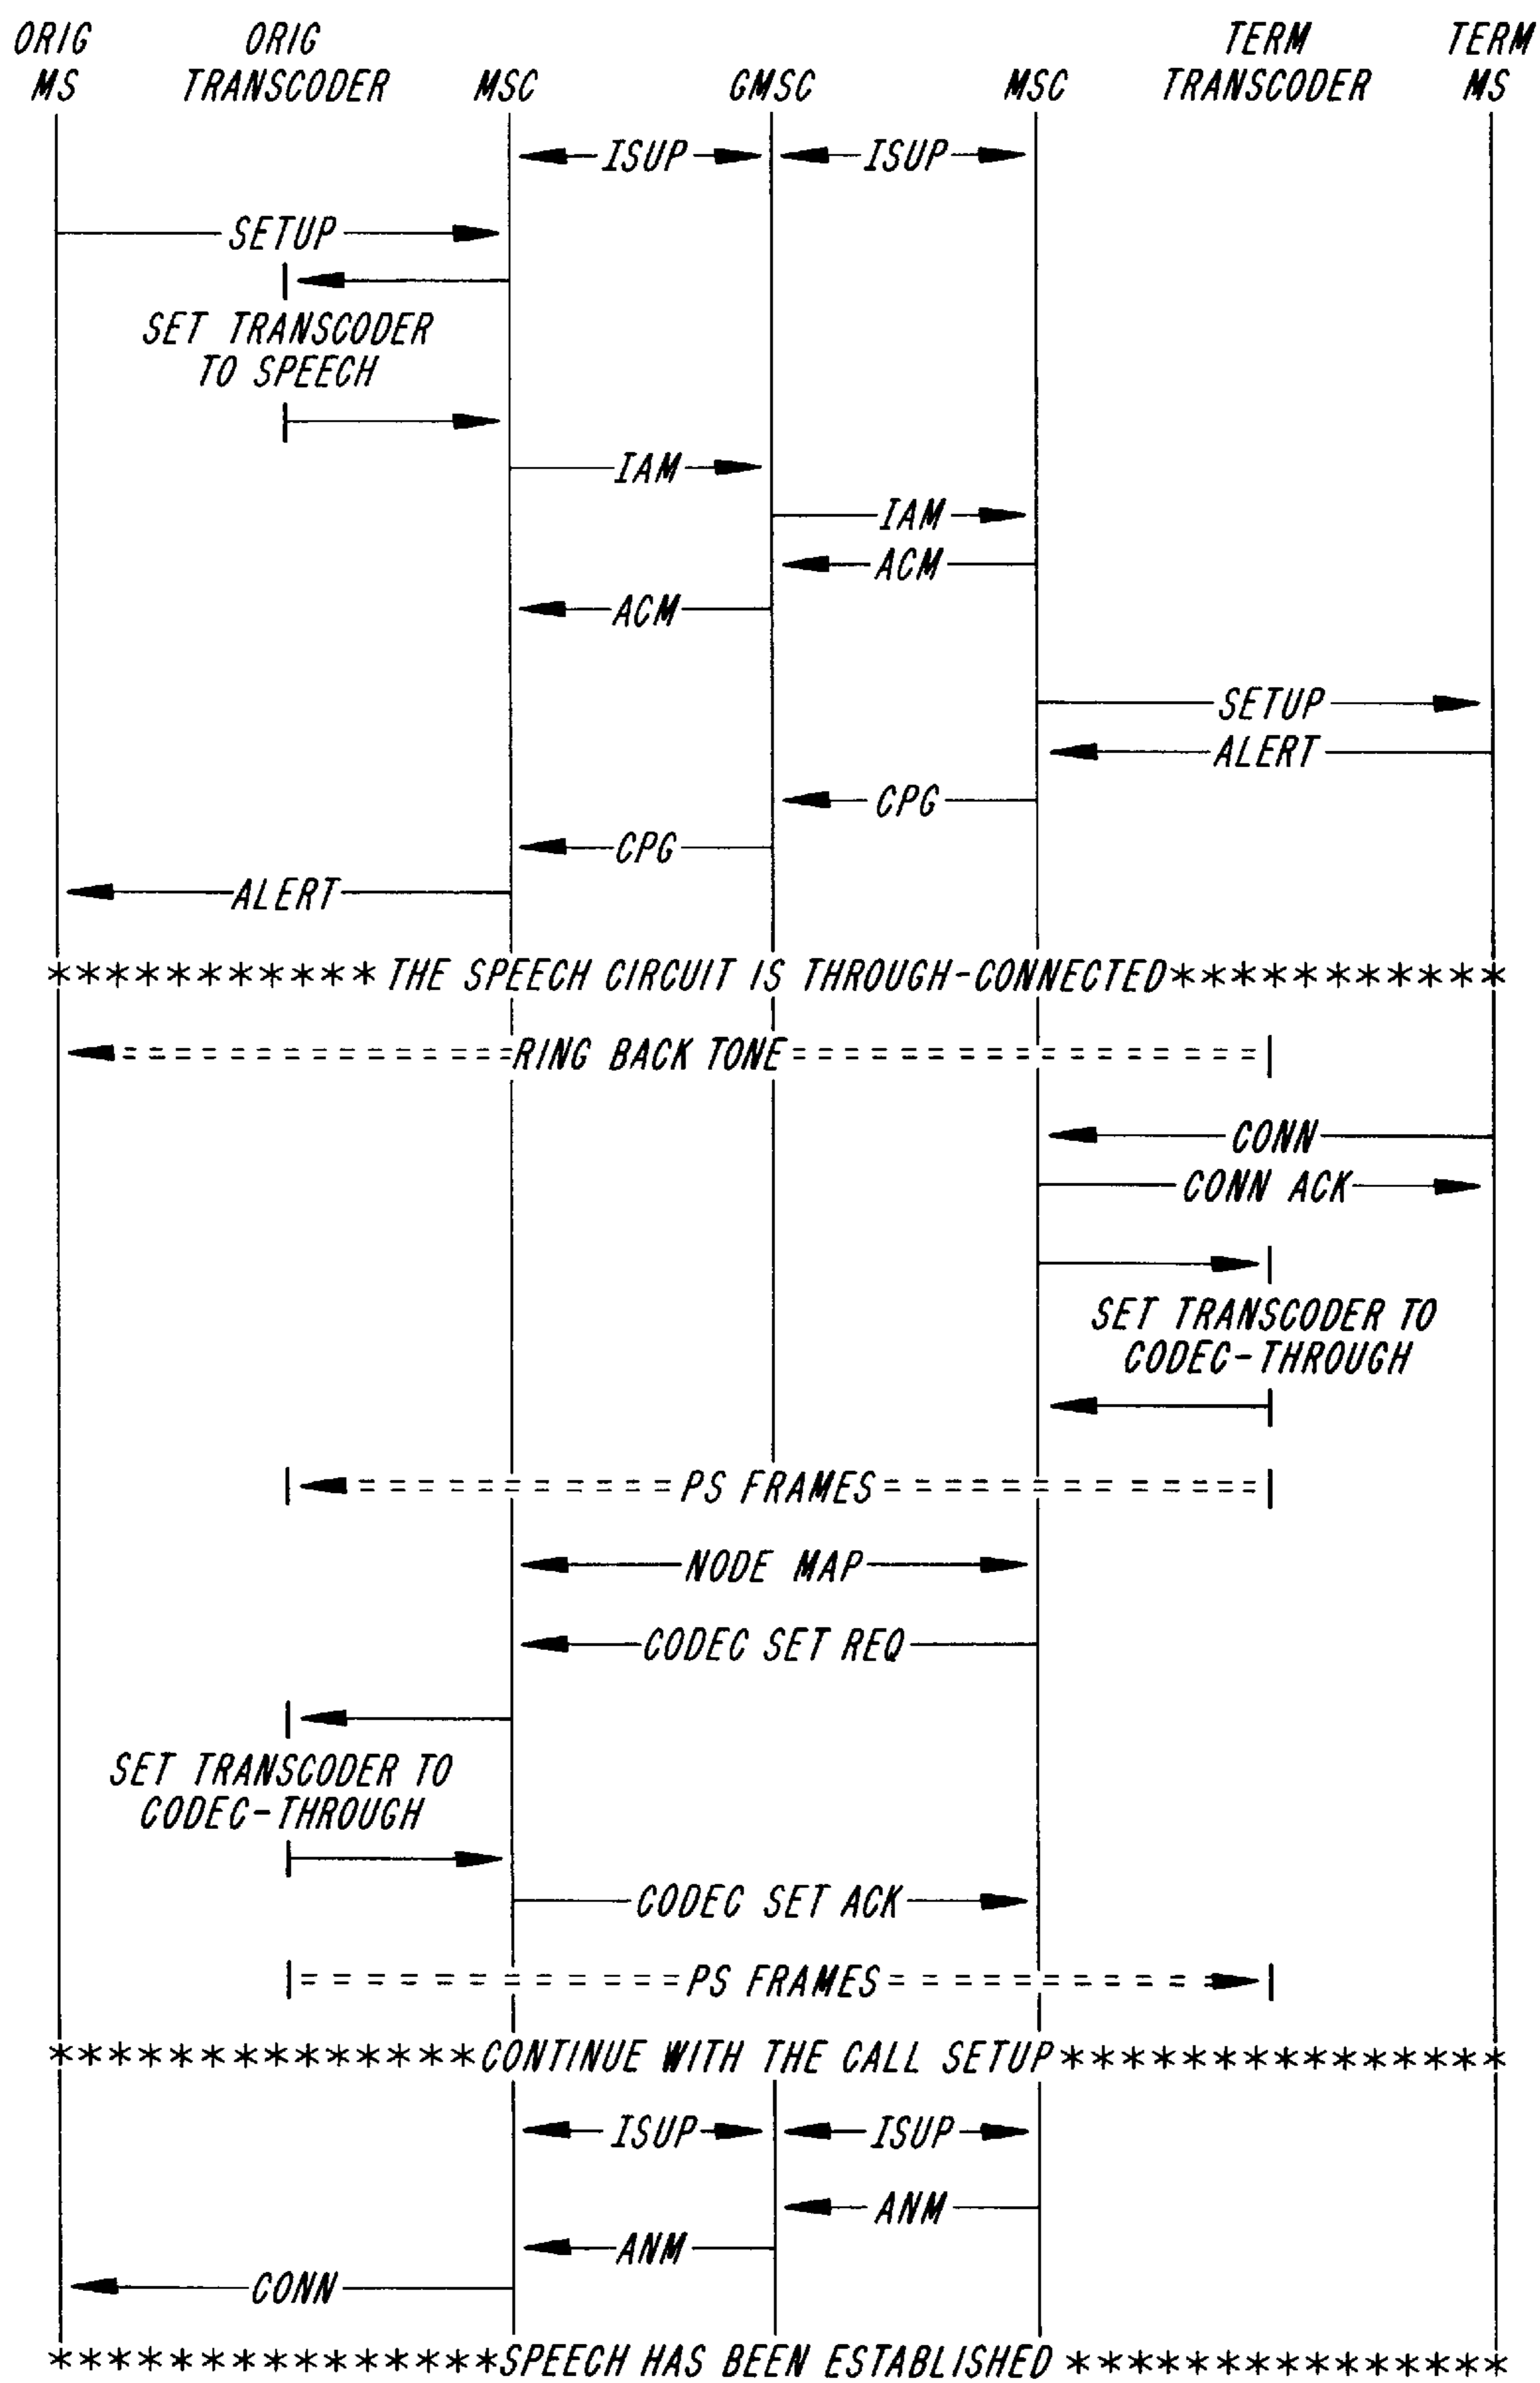 ORIG ORIG TERM TERM
MS TRANSCODER MSC GMSC MSC TRANSCODER MS
ISUP ISUP
SETUP
SET TRANSCODER
TO SPEECH
IAM
IAM
ACM
ACM
SETUP
ALERT
CPG
CPG
ALERT
*********** THE SPEECH CIRCUIT IS THROUGH-CONNECTED***********
RING BACK TONE
CONN
CONN ACK
SET TRANSCODER TO
CODEC-THROUGH
PS FRAMES
NODE MAP
CODEC SET REQ
SET TRANSCODER TO
CODEC-THROUGH
CODEC SET ACK
PS FRAMES
**************CONTINUE WITH THE CALL SETUP***************
ISUP ISUP
ANM
ANM
CONN
***************SPEECH HAS BEEN ESTABLISHED ***************